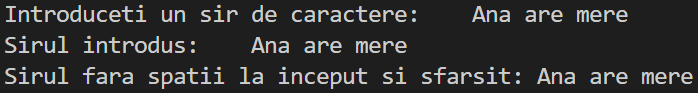 Introduceti un sir de caractere:    Ana are mere
Sirul introdus:    Ana are mere
Sirul fara spatii la inceput si sfarsit: Ana are mere